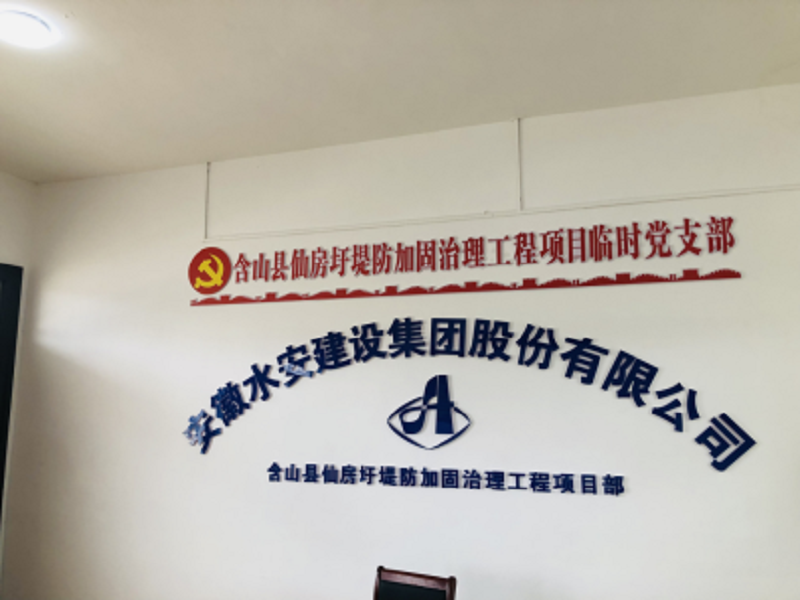 含山县仙房圩堤防加固治理工程项目临时党支部
安徽水安建设集团股份有限公司
含山县仙房圩堤防加固治理工程项目部